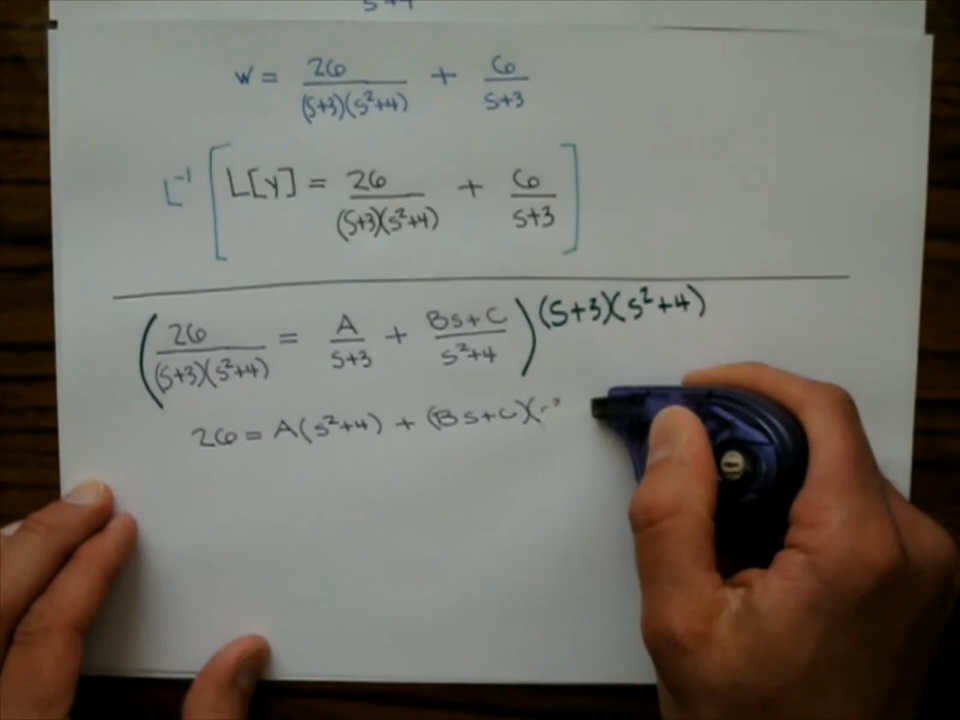 s+4
w = 26/((s+3)(s²+4)) + 6/(s+3)
L⁻¹ [ L[y] = 26/((s+3)(s²+4)) + 6/(s+3) ]
( 26/((s+3)(s²+4)) = A/(s+3) + (Bs+C)/(s²+4) ) (s+3)(s²+4)
26 = A(s²+4) + (Bs+C)(